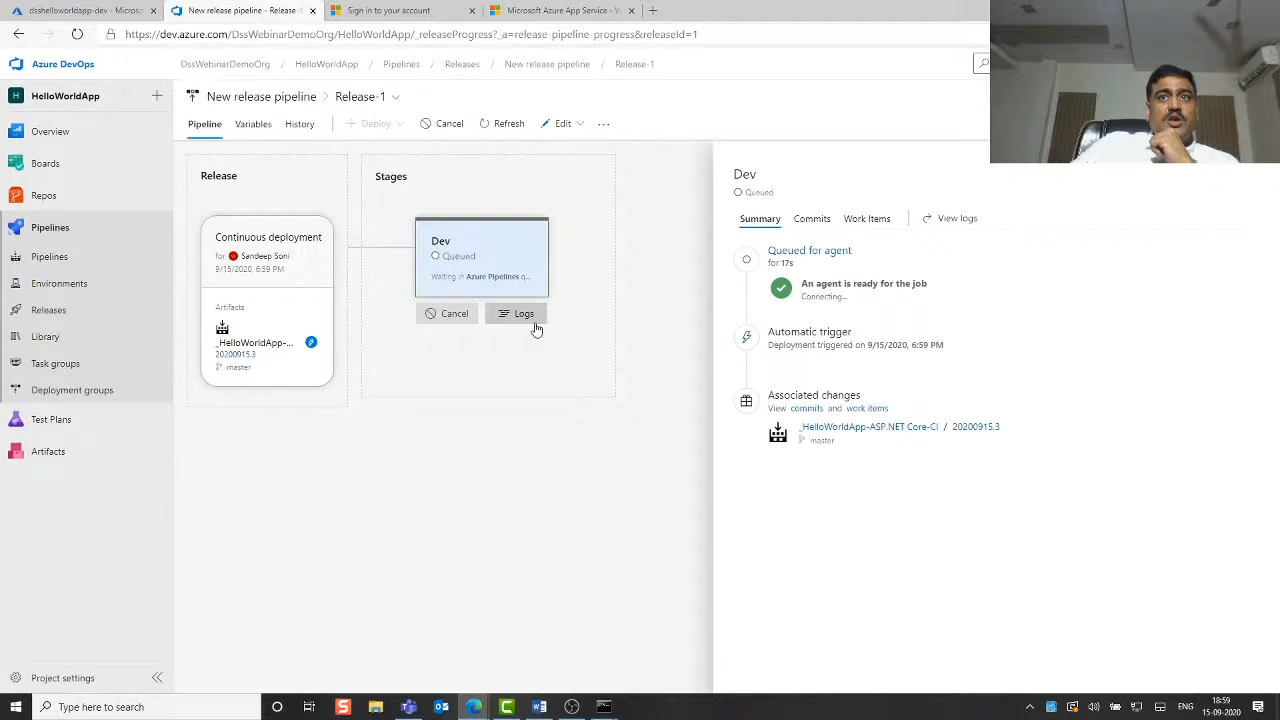 dsshelloworldapp-dev - Microsoft
New release pipeline - Release-1
Sign in to your account
Microsoft Azure App Service - W
https://dev.azure.com/DssWebinarDemoOrg/HelloWorldApp/_releaseProgress?_a=release-pipeline-progress&releaseId=1
Azure DevOps
DssWebinarDemoOrg / HelloWorldApp / Pipelines / Releases / New release pipeline / Release-1
H HelloWorldApp
Overview
Boards
Repos
Pipelines
Pipelines
Environments
Releases
Library
Task groups
Deployment groups
Test Plans
Artifacts
Project settings
New release pipeline > Release-1
Pipeline Variables History Deploy Cancel Refresh Edit ...
Release
Continuous deployment
for Sandeep Soni
9/15/2020, 6:59 PM
Artifacts
_HelloWorldApp-...
20200915.3
master
Stages
Dev
Queued
Waiting in Azure Pipelines q...
Cancel Logs
Dev
Queued
Summary Commits Work Items View logs
Queued for agent
for 17s
An agent is ready for the job
Connecting...
Automatic trigger
Deployment triggered on 9/15/2020, 6:59 PM
Associated changes
View commits and work items
_HelloWorldApp-ASP.NET Core-CI / 20200915.3
master
Type here to search
ENG
18:59
15-09-2020